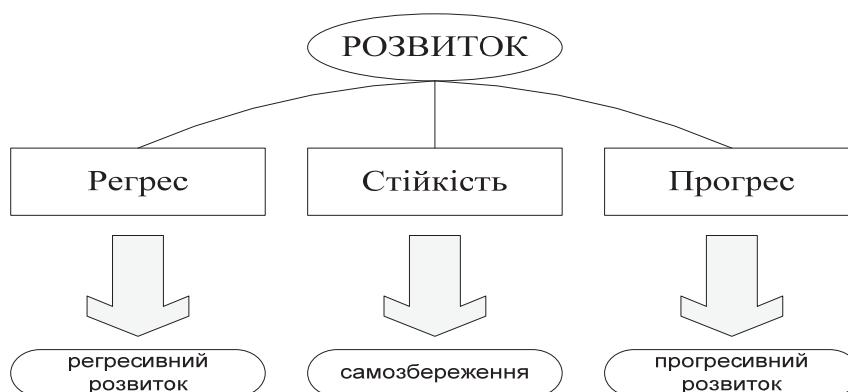 РОЗВИТОК
Регрес
Стійкість
Прогрес
регресивний
розвиток
самозбереження
прогресивний
розвиток